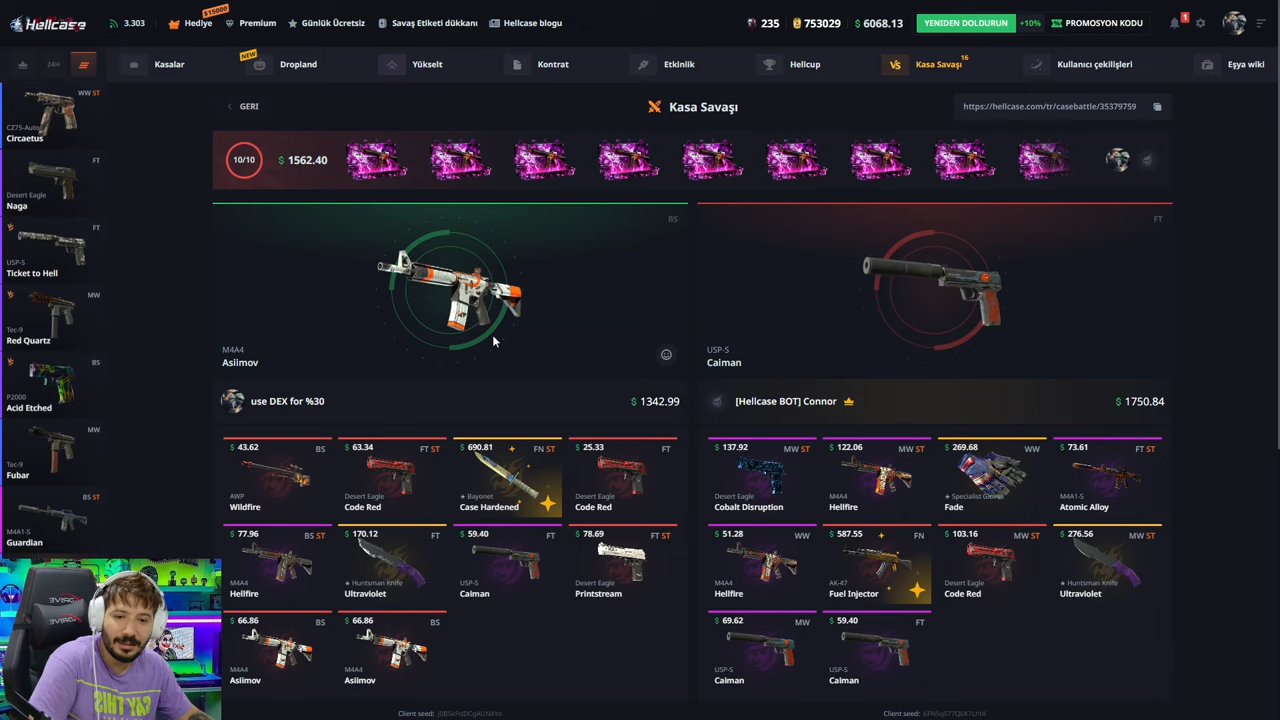 Hellcase
3.303
Hediye
$15000
Premium
Günlük Ücretsiz
Savaş Etiketi dükkanı
Hellcase blogu
235
753029
$ 6068.13
YENIDEN DOLDURUN
+10%
PROMOSYON KODU
1
24H
Kasalar
NEW
Dropland
Yükselt
Kontrat
Etkinlik
Hellcup
VS
Kasa Savaşı
16
Kullanıcı çekilişleri
Eşya wiki
WW ST
CZ75-Auto
Circaetus
FT
Desert Eagle
Naga
FT
USP-S
Ticket to Hell
MW
Tec-9
Red Quartz
BS
P2000
Acid Etched
MW
Tec-9
Fubar
BS ST
M4A1-S
Guardian
GERI
Kasa Savaşı
https://hellcase.com/tr/casebattle/35379759
10/10
$ 1562.40
BS
M4A4
Asiimov
FT
USP-S
Caiman
use DEX for %30
$ 1342.99
[Hellcase BOT] Connor
$ 1750.84
$ 43.62 BS
AWP
Wildfire
$ 63.34 FT ST
Desert Eagle
Code Red
$ 690.81 FN ST
★ Bayonet
Case Hardened
$ 25.33 FT
Desert Eagle
Code Red
$ 77.96 BS ST
M4A4
Hellfire
$ 170.12 FT
★ Huntsman Knife
Ultraviolet
$ 59.40 FT
USP-S
Caiman
$ 78.69 FT ST
Desert Eagle
Printstream
$ 66.86 BS
M4A4
Asiimov
$ 66.86 BS
M4A4
Asiimov
$ 137.92 MW ST
Desert Eagle
Cobalt Disruption
$ 122.06 MW ST
M4A4
Hellfire
$ 269.68 WW
★ Specialist Gloves
Fade
$ 73.61 FT ST
M4A1-S
Atomic Alloy
$ 51.28 WW
M4A4
Hellfire
$ 587.55 FN
AK-47
Fuel Injector
$ 103.16 MW ST
Desert Eagle
Code Red
$ 276.56 MW ST
★ Huntsman Knife
Ultraviolet
$ 69.62 MW
USP-S
Caiman
$ 59.40 FT
USP-S
Caiman
Client seed:
Client seed: